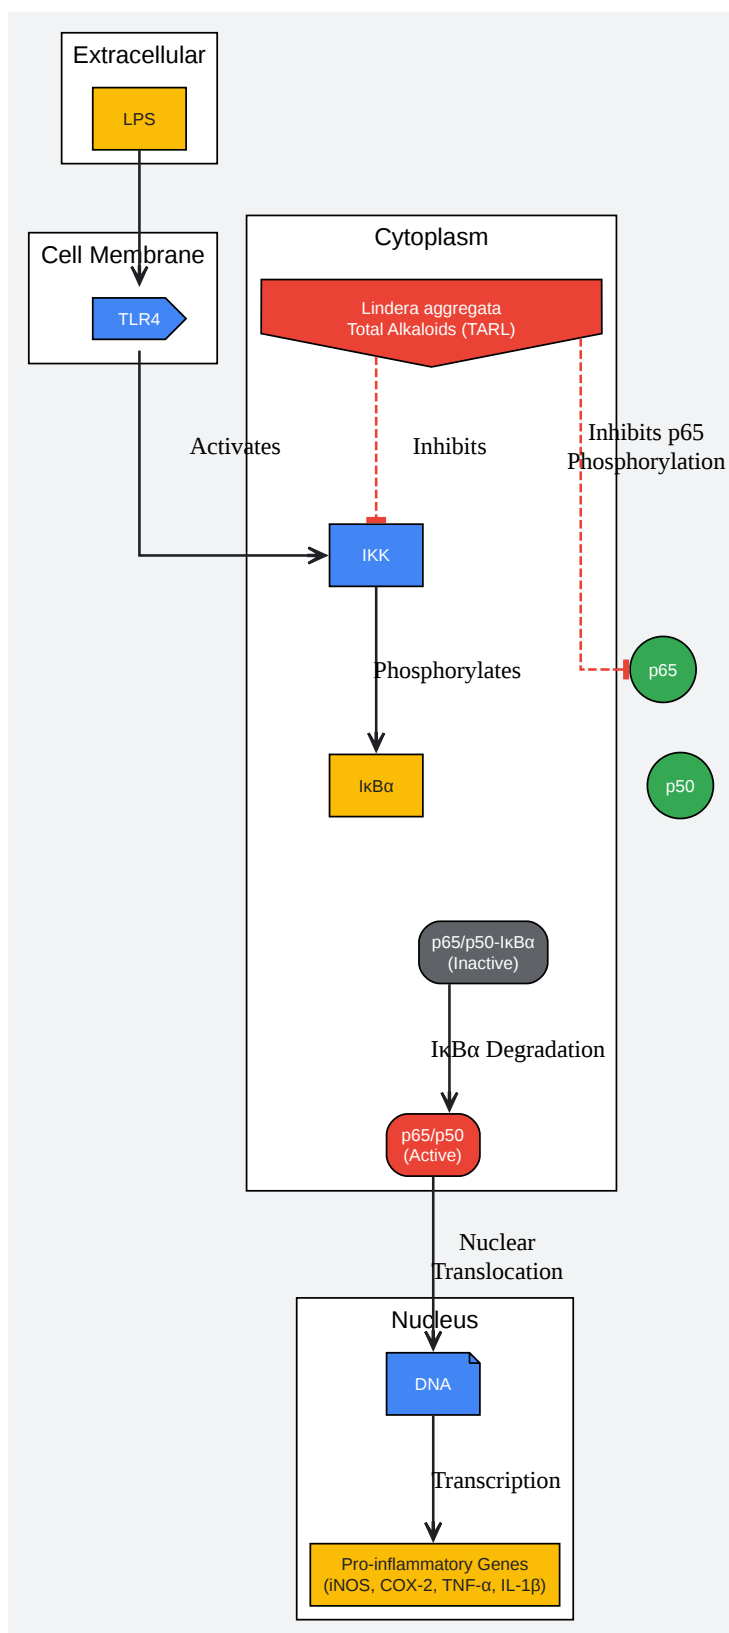 Extracellular
LPS
Cell Membrane
TLR4
Cytoplasm
Lindera aggregata
Total Alkaloids (TARL)
Activates
Inhibits
Inhibits p65
Phosphorylation
IKK
Phosphorylates
p65
IκBα
p50
p65/p50-IκBα
(Inactive)
IκBα Degradation
p65/p50
(Active)
Nuclear
Translocation
Nucleus
DNA
Transcription
Pro-inflammatory Genes
(iNOS, COX-2, TNF-α, IL-1β)